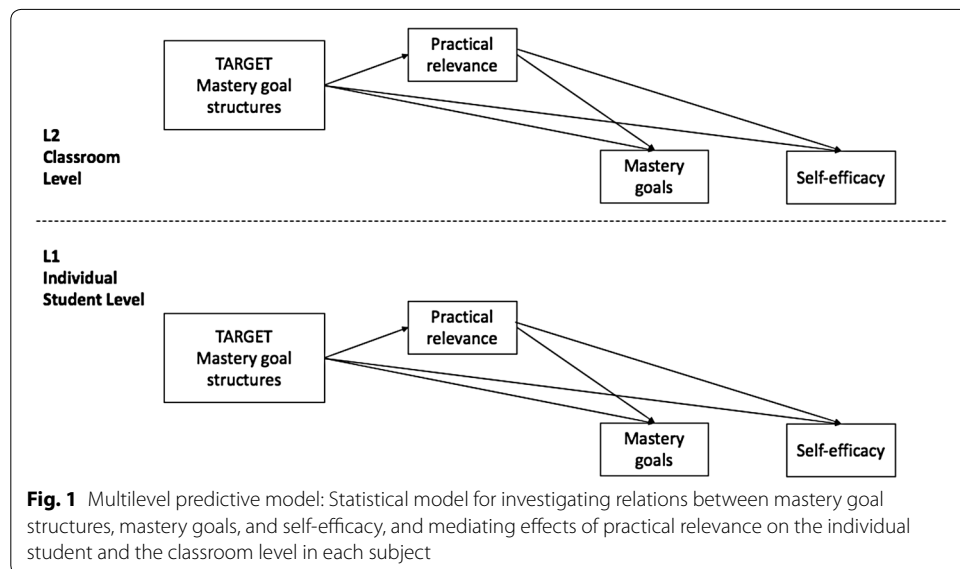 TARGET
Mastery goal
structures
Practical
relevance
L2
Classroom
Level
Mastery
goals
Self-efficacy
L1
Individual
Student Level
TARGET
Mastery goal
structures
Practical
relevance
Mastery
goals
Self-efficacy
Fig. 1 Multilevel predictive model: Statistical model for investigating relations between mastery goal
structures, mastery goals, and self-efficacy, and mediating effects of practical relevance on the individual
student and the classroom level in each subject